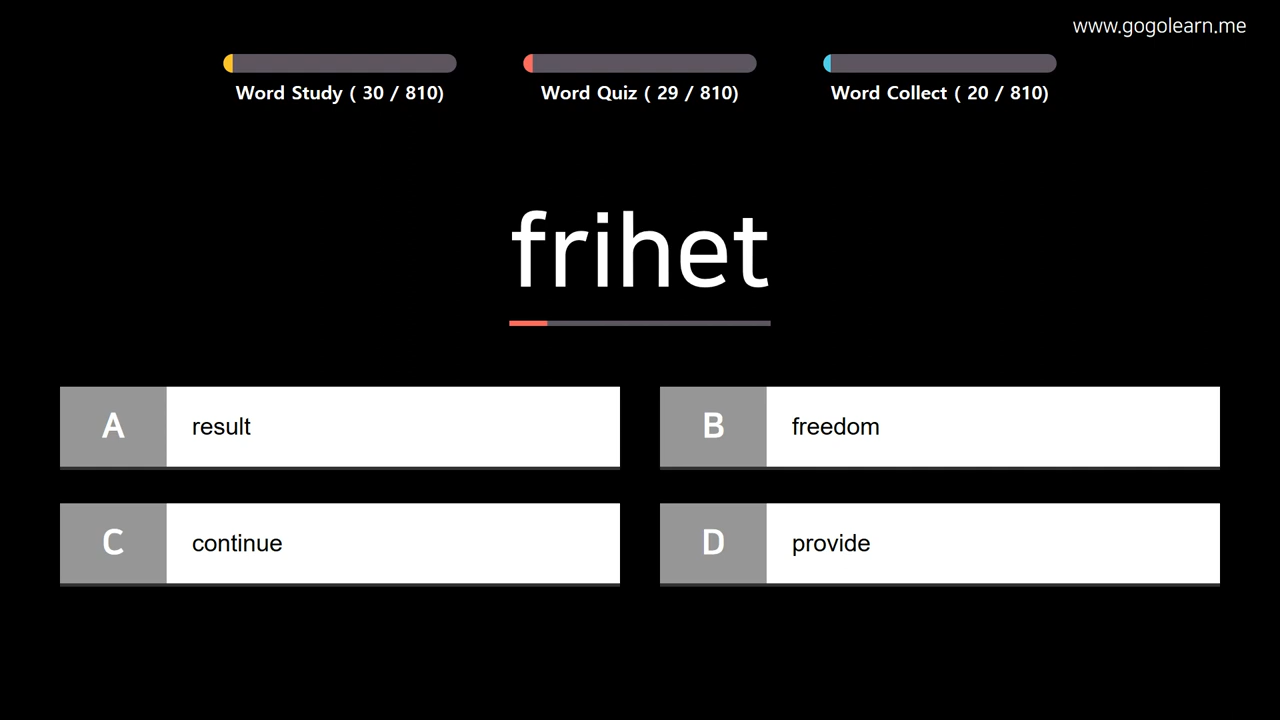 www.gogolearn.me
Word Study ( 30 / 810)
Word Quiz ( 29 / 810)
Word Collect ( 20 / 810)
frihet
A result
B freedom
C continue
D provide